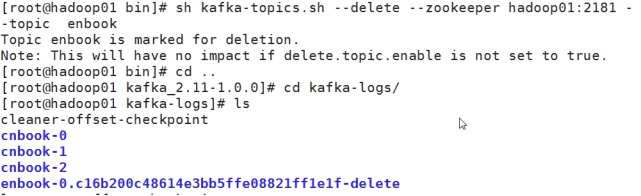 [root@hadoop01 bin]# sh kafka-topics.sh --delete --zookeeper hadoop01:2181 -
-topic  enbook
Topic enbook is marked for deletion.
Note: This will have no impact if delete.topic.enable is not set to true.
[root@hadoop01 bin]# cd ..
[root@hadoop01 kafka_2.11-1.0.0]# cd kafka-logs/
[root@hadoop01 kafka-logs]# ls
cleaner-offset-checkpoint
cnbook-0
cnbook-1
cnbook-2
enbook-0.c16b200c48614e3bb5ffe08821ff1e1f-delete